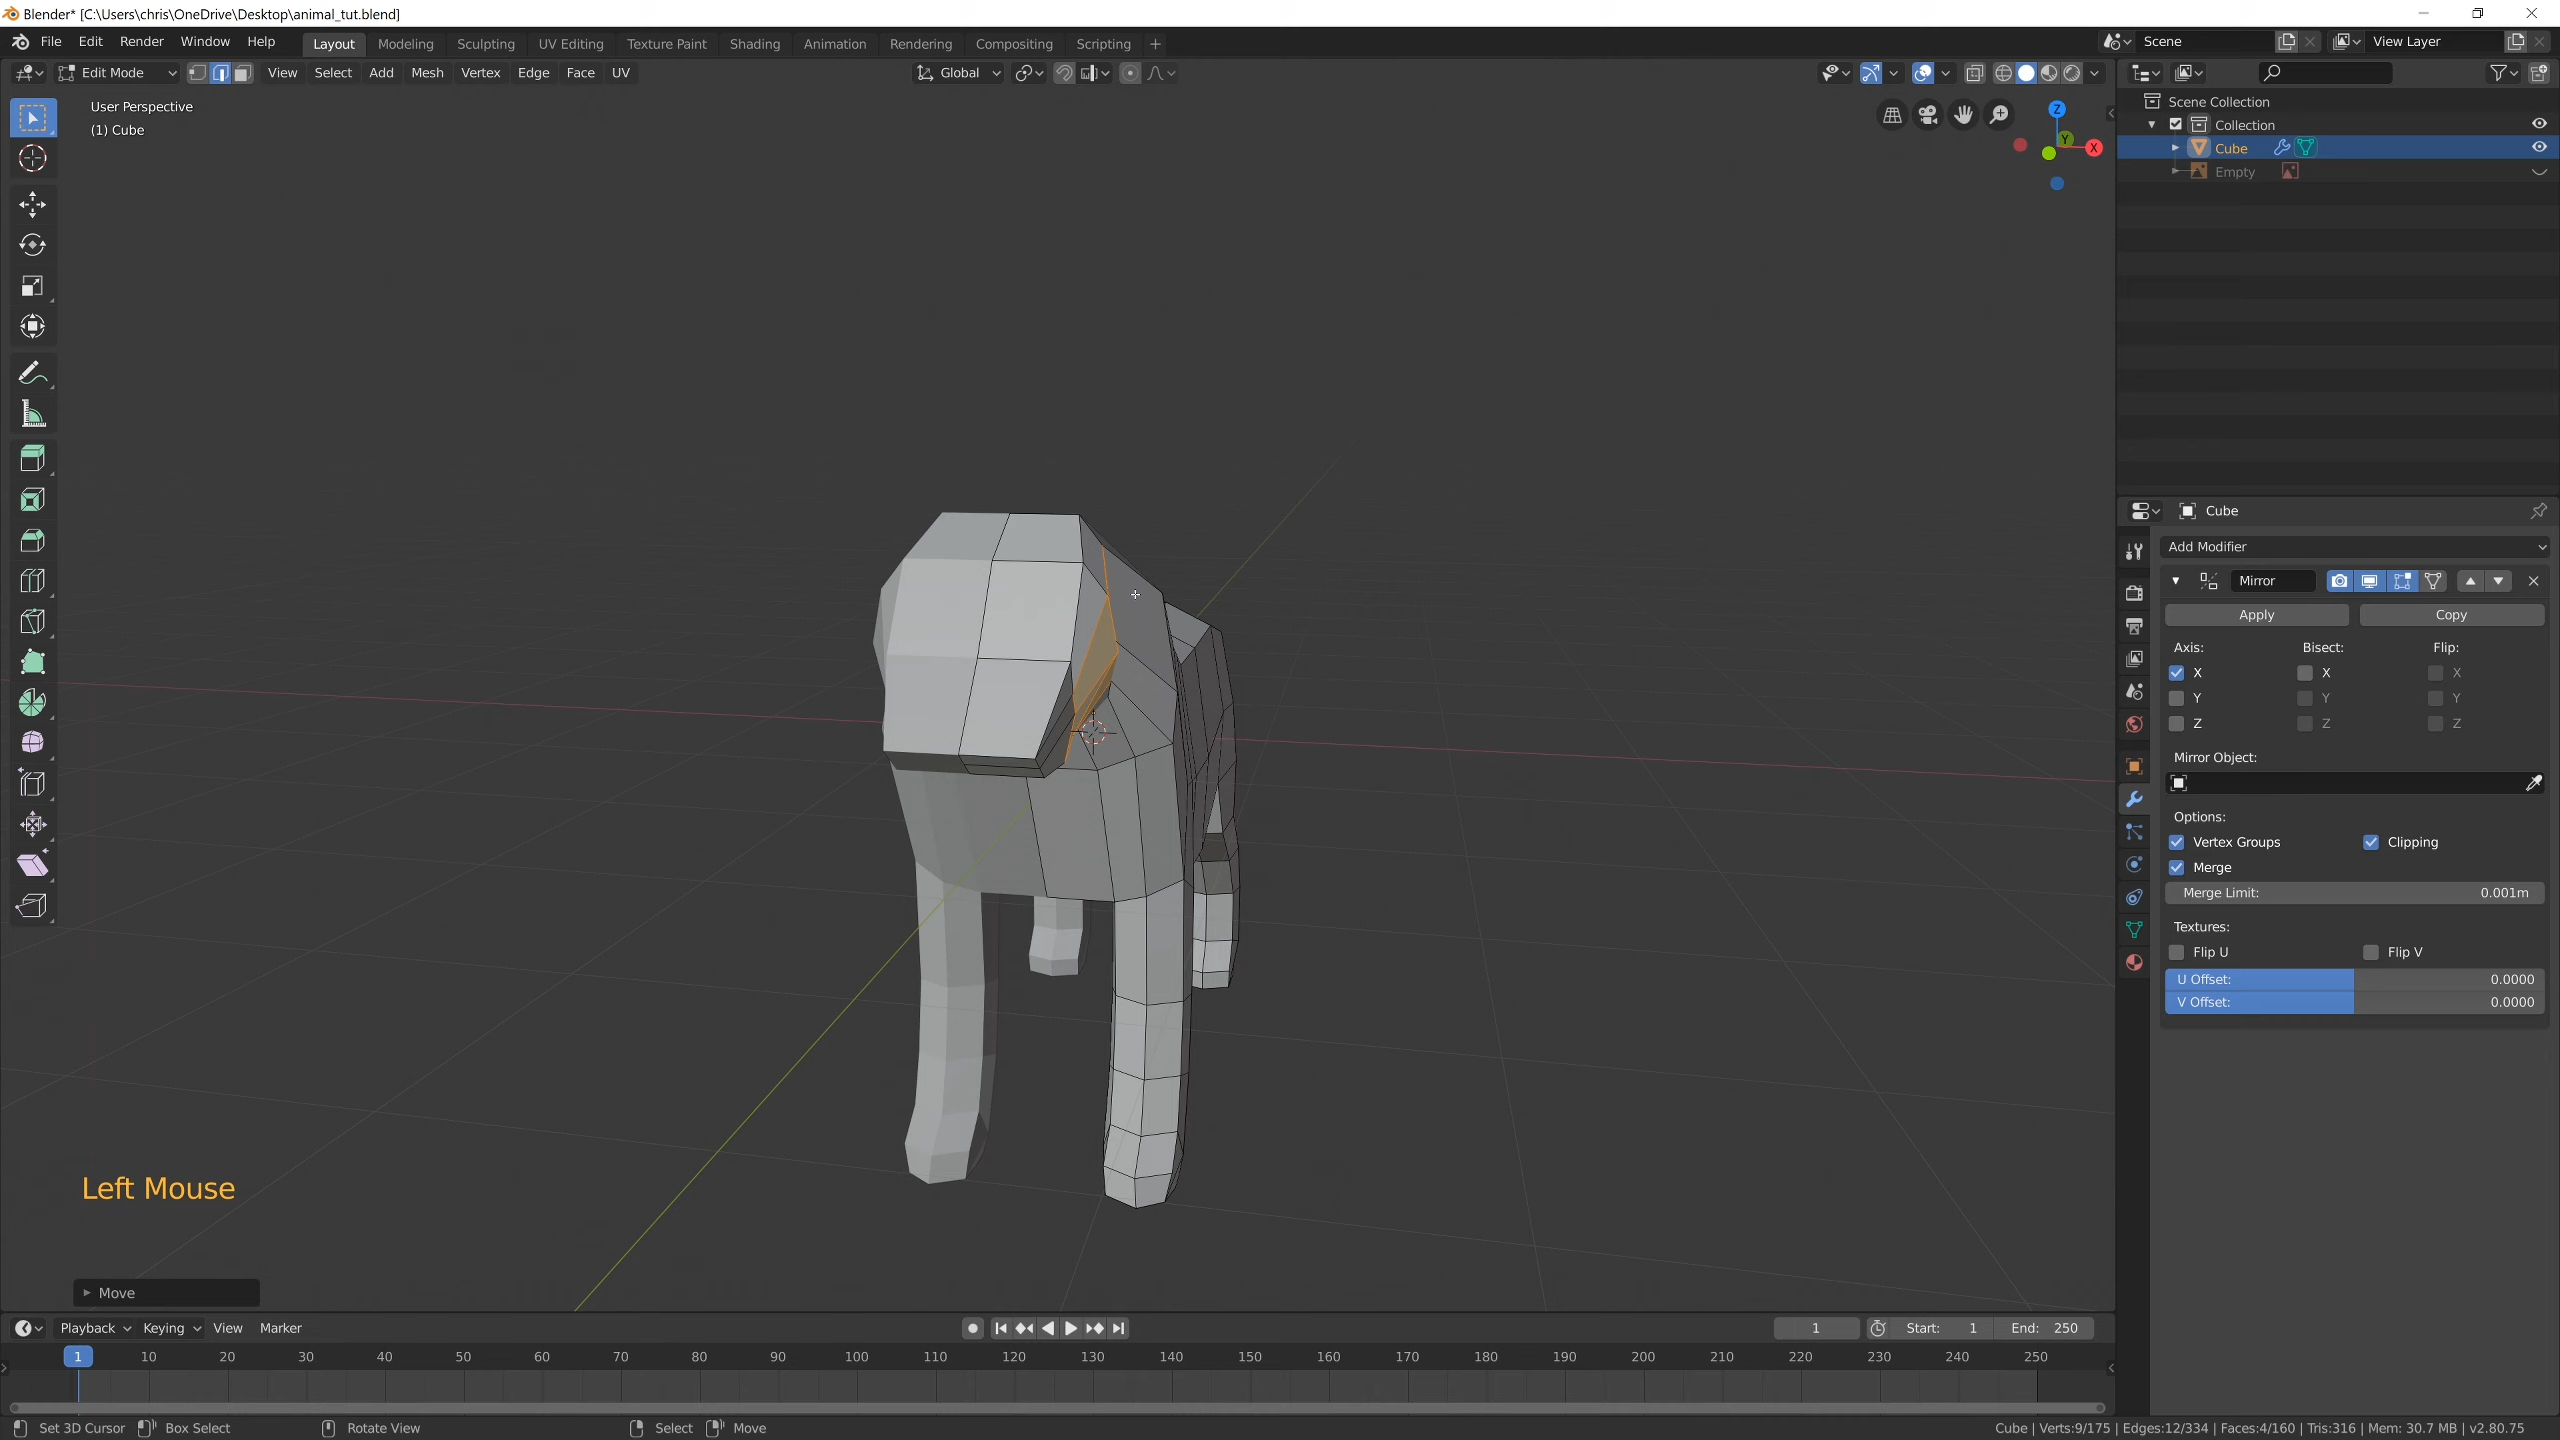 Blender* [C:\Users\chris\OneDrive\Desktop\animal_tut.blend]
File Edit Render Window Help Layout Modeling Sculpting UV Editing Texture Paint Shading Animation Rendering Compositing Scripting + Scene View Layer
Edit Mode View Select Add Mesh Vertex Edge Face UV Global
User Perspective
(1) Cube
Z
Y
X
Scene Collection
Collection
Cube
Empty
Cube
Add Modifier
Mirror
Apply Copy
Axis: Bisect: Flip:
X X X
Y Y Y
Z Z Z
Mirror Object:
Options:
Vertex Groups Clipping
Merge
Merge Limit: 0.001m
Textures:
Flip U Flip V
U Offset: 0.0000
V Offset: 0.0000
Left Mouse
Move
Playback Keying View Marker 1 Start: 1 End: 250
1 10 20 30 40 50 60 70 80 90 100 110 120 130 140 150 160 170 180 190 200 210 220 230 240 250
Set 3D Cursor Box Select Rotate View Select Move Cube | Verts:9/175 | Edges:12/334 | Faces:4/160 | Tris:316 | Mem: 30.7 MB | v2.80.75